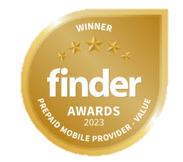 WINNER
finder
AWARDS
2023
PREPAID MOBILE PROVIDER - VALUE